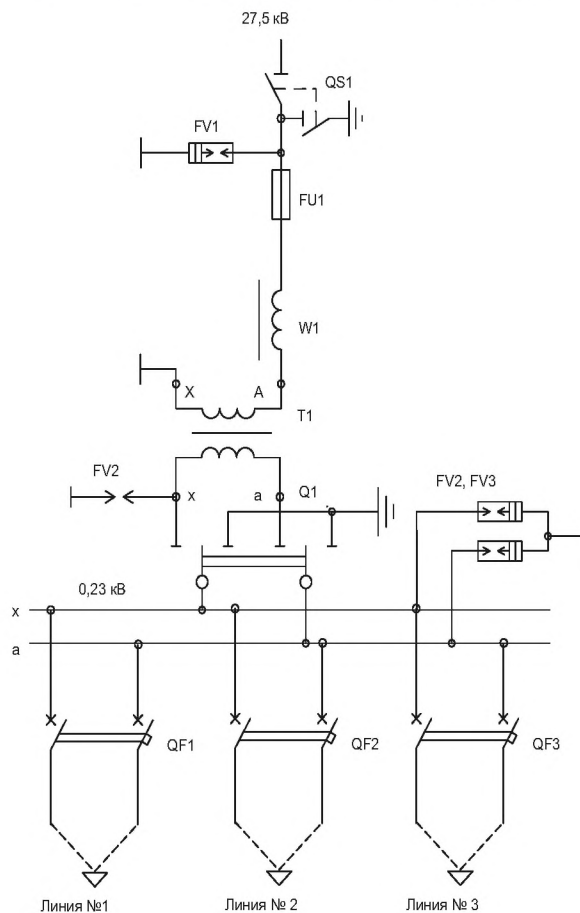 27,5 кВ
QS1
FV1
FU1
W1
X A
T1
FV2
x a Q1
FV2, FV3
0,23 кВ
x
a
QF1 QF2 QF3
Линия №1 Линия № 2 Линия № 3